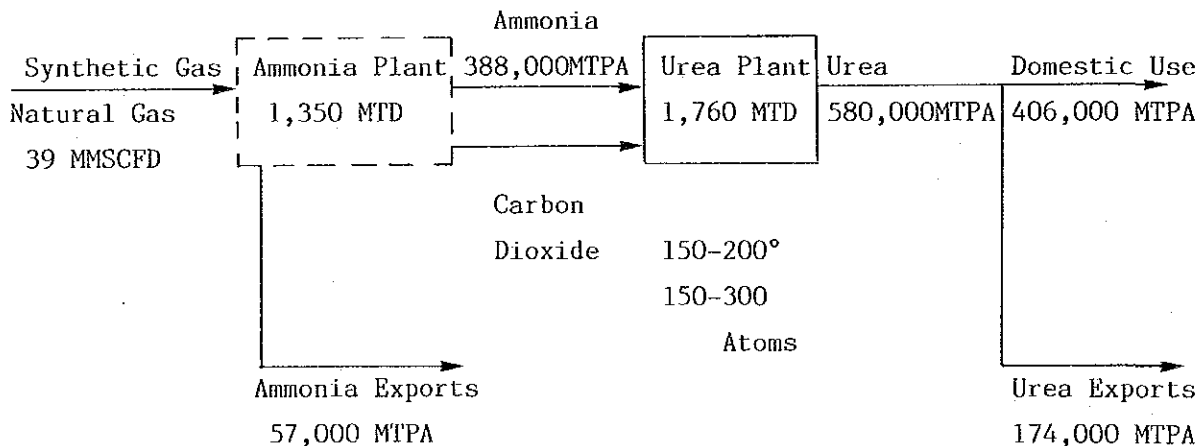 Ammonia
Synthetic Gas Ammonia Plant 388,000MTPA Urea Plant Urea Domestic Use
Natural Gas 1,350 MTD 1,760 MTD 580,000MTPA 406,000 MTPA
39 MMSCFD
Carbon
Dioxide 150-200°
150-300
Atoms
Ammonia Exports Urea Exports
57,000 MTPA 174,000 MTPA